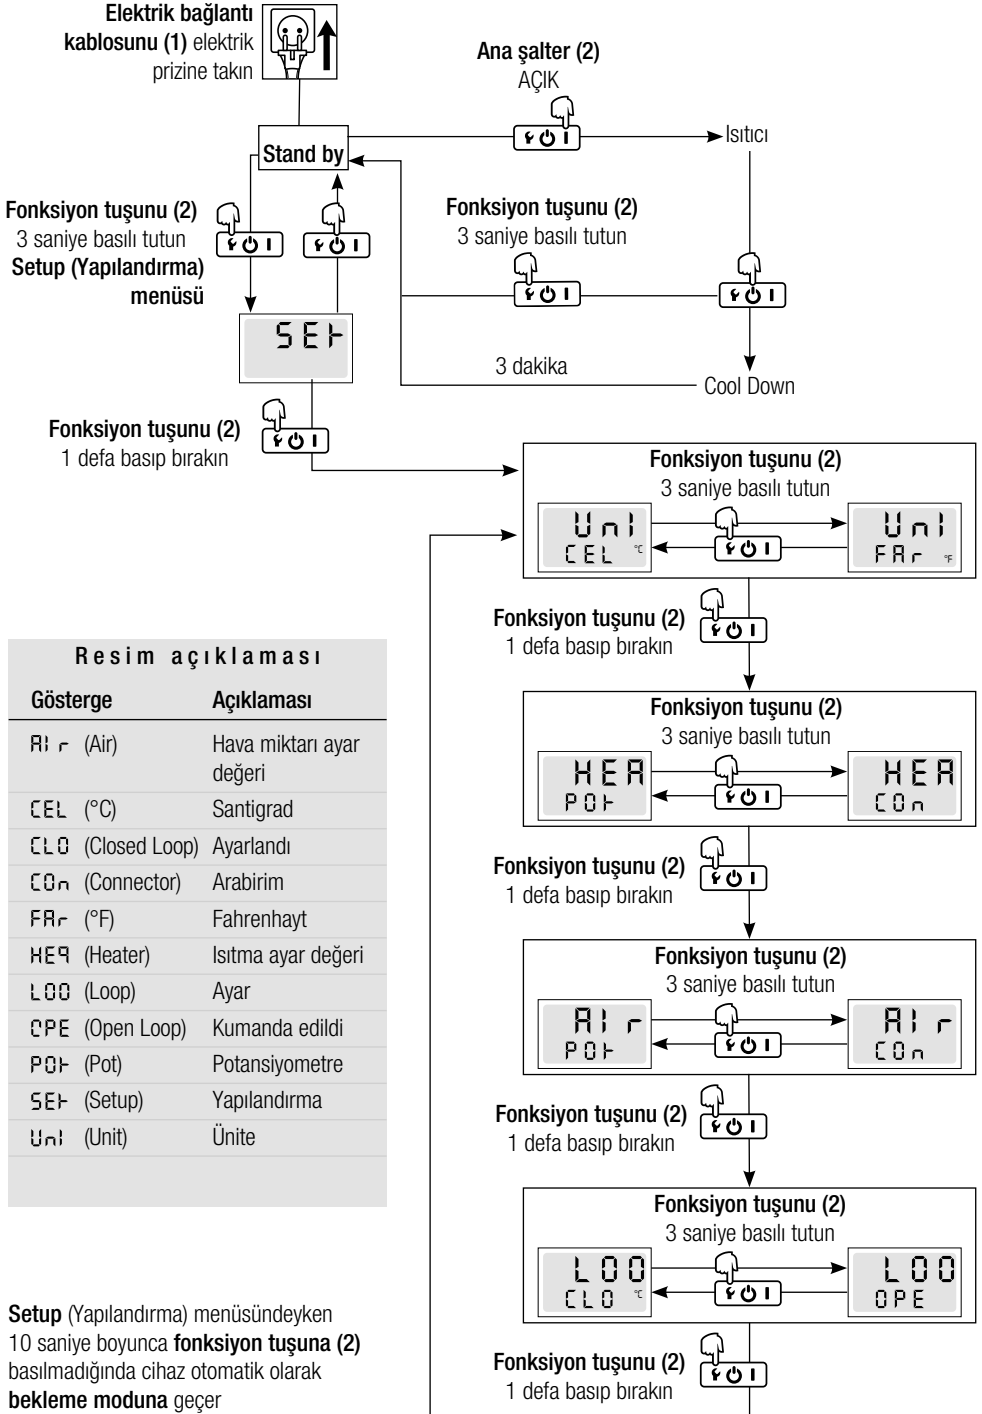 Elektrik bağlantı
kablosunu (1) elektrik
prizine takın
Ana şalter (2)
AÇIK
Stand by
Isıtıcı
Fonksiyon tuşunu (2)
3 saniye basılı tutun
Setup (Yapılandırma)
menüsü
Fonksiyon tuşunu (2)
3 saniye basılı tutun
SEt
3 dakika
Cool Down
Fonksiyon tuşunu (2)
1 defa basıp bırakın
Fonksiyon tuşunu (2)
3 saniye basılı tutun
UnI
CEL °C
UnI
FAr °F
Fonksiyon tuşunu (2)
1 defa basıp bırakın
Fonksiyon tuşunu (2)
3 saniye basılı tutun
HEA
POt
HEA
COn
Fonksiyon tuşunu (2)
1 defa basıp bırakın
Fonksiyon tuşunu (2)
3 saniye basılı tutun
AIr
POt
AIr
COn
Fonksiyon tuşunu (2)
1 defa basıp bırakın
Fonksiyon tuşunu (2)
3 saniye basılı tutun
LOO
CLO °C
LOO
OPE
Fonksiyon tuşunu (2)
1 defa basıp bırakın
Resim açıklaması
Gösterge Açıklaması
AIr (Air) Hava miktarı ayar
değeri
CEL (°C) Santigrad
CLO (Closed Loop) Ayarlandı
COn (Connector) Arabirim
FAr (°F) Fahrenhayt
HEA (Heater) Isıtma ayar değeri
LOO (Loop) Ayar
OPE (Open Loop) Kumanda edildi
POt (Pot) Potansiyometre
SEt (Setup) Yapılandırma
UnI (Unit) Ünite
Setup (Yapılandırma) menüsündeyken
10 saniye boyunca fonksiyon tuşuna (2)
basılmadığında cihaz otomatik olarak
bekleme moduna geçer